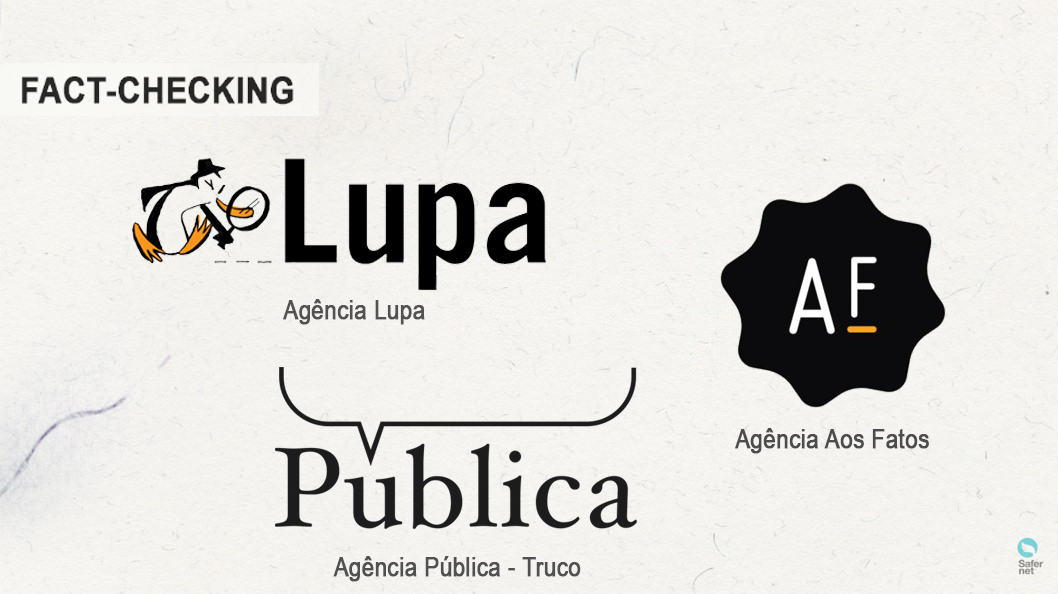 FACT-CHECKING
Lupa
Agência Lupa
AF
Agência Aos Fatos
Pública
Agência Pública - Truco
Safer
net